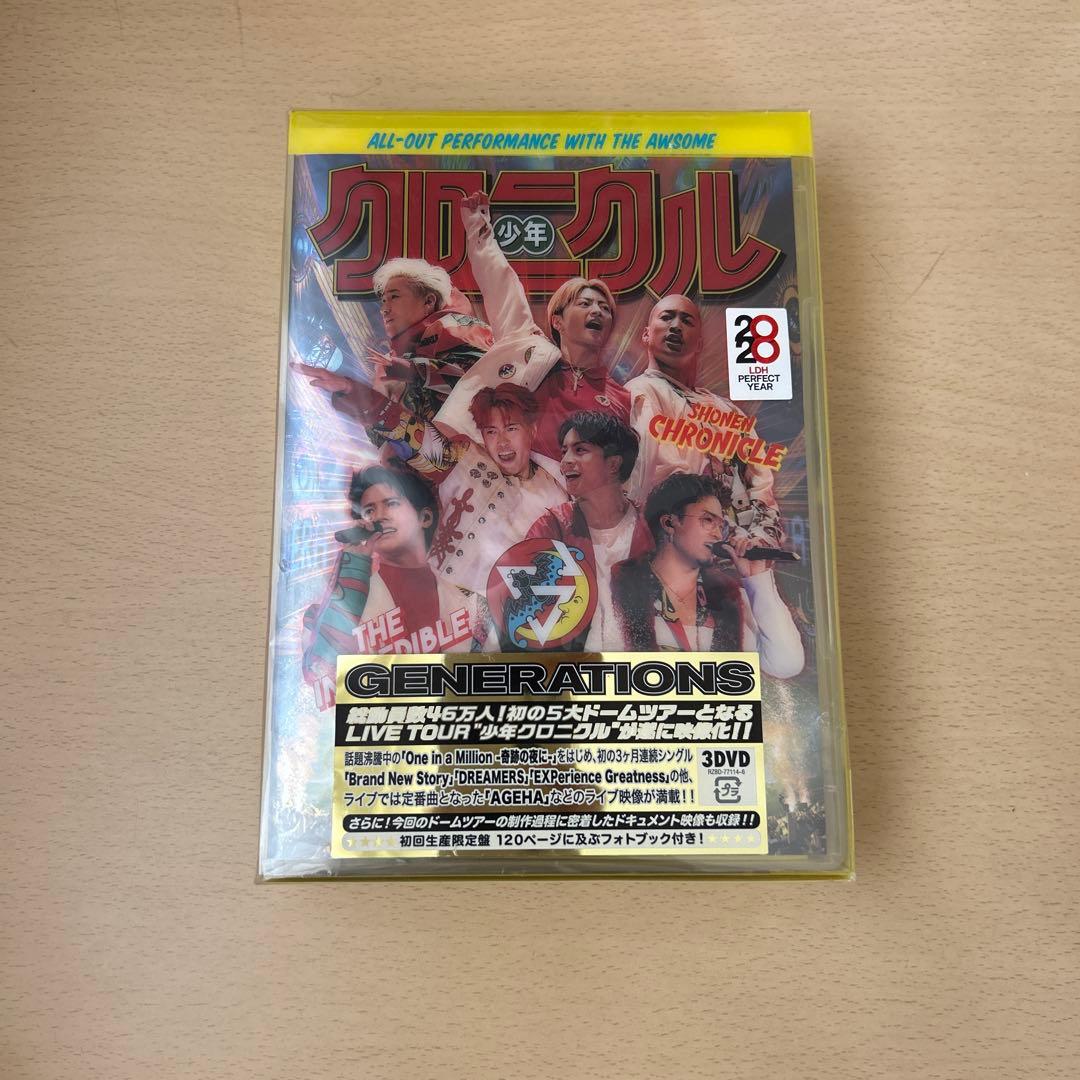 ALL-OUT PERFORMANCE WITH THE AWSOME
クロニクル
少年
20
20
LDH
PERFECT
YEAR
SHONEN
CHRONICLE
THE
GENERATIONS
総動員数46万人!初の5大ドームツアーとなる
LIVE TOUR "少年クロニクル"が遂に映像化!!
話題沸騰中の「One in a Million -奇跡の夜に-」をはじめ、初の3ヶ月連続シングル
「Brand New Story」「DREAMERS」「EXPerience Greatness」の他、
ライブでは定番曲となった「AGEHA」などのライブ映像が満載!!
3DVD
RZBD-77114~6
プラ
さらに!今回のドームツアーの制作過程に密着したドキュメント映像も収録!!
★★★★ 初回生産限定盤 120ページに及ぶフォトブック付き! ★★★★